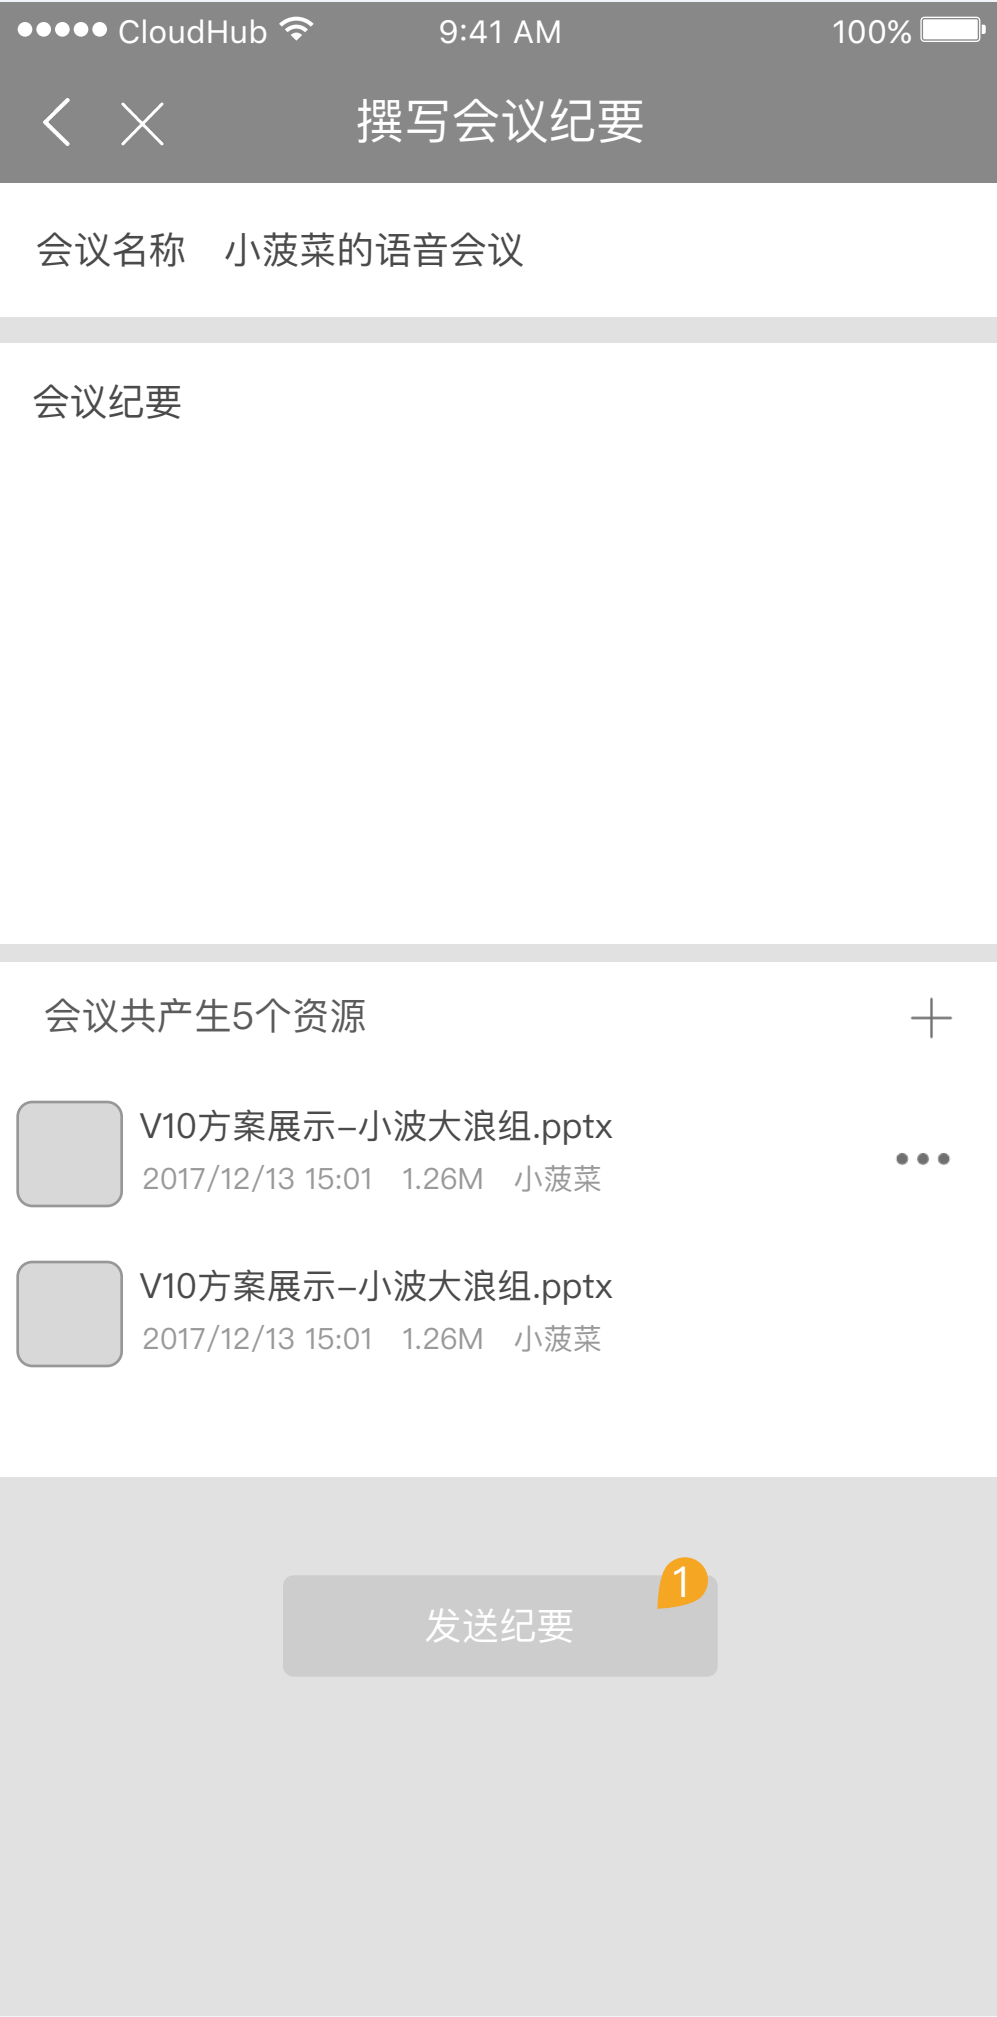 CloudHub 9:41 AM 100%
撰写会议纪要
会议名称 小菠菜的语音会议
会议纪要
会议共产生5个资源
V10方案展示-小波大浪组.pptx
2017/12/13 15:01 1.26M 小菠菜
V10方案展示-小波大浪组.pptx
2017/12/13 15:01 1.26M 小菠菜
1
发送纪要